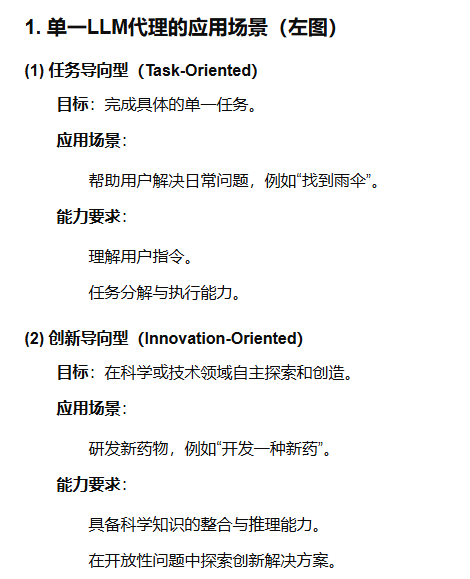 1. 单一LLM代理的应用场景（左图）
(1) 任务导向型（Task-Oriented）
目标：完成具体的单一任务。
应用场景：
帮助用户解决日常问题，例如“找到雨伞”。
能力要求：
理解用户指令。
任务分解与执行能力。
(2) 创新导向型（Innovation-Oriented）
目标：在科学或技术领域自主探索和创造。
应用场景：
研发新药物，例如“开发一种新药”。
能力要求：
具备科学知识的整合与推理能力。
在开放性问题中探索创新解决方案。